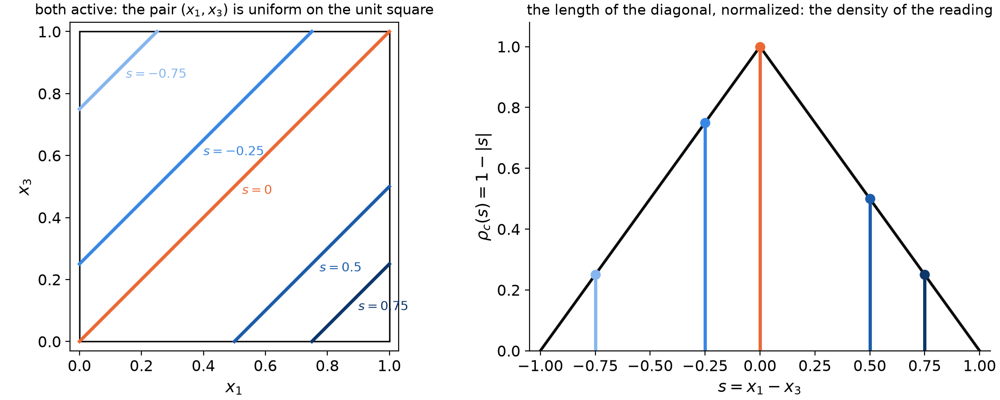 both active: the pair (x₁, x₃) is uniform on the unit square
1.0
0.8
0.6
0.4
0.2
0.0
x₃
s = −0.75
s = −0.25
s = 0
s = 0.5
s = 0.75
0.0 0.2 0.4 0.6 0.8 1.0
x₁
the length of the diagonal, normalized: the density of the reading
1.0
0.8
0.6
0.4
0.2
0.0
ρ_c(s) = 1 − |s|
−1.00 −0.75 −0.50 −0.25 0.00 0.25 0.50 0.75 1.00
s = x₁ − x₃